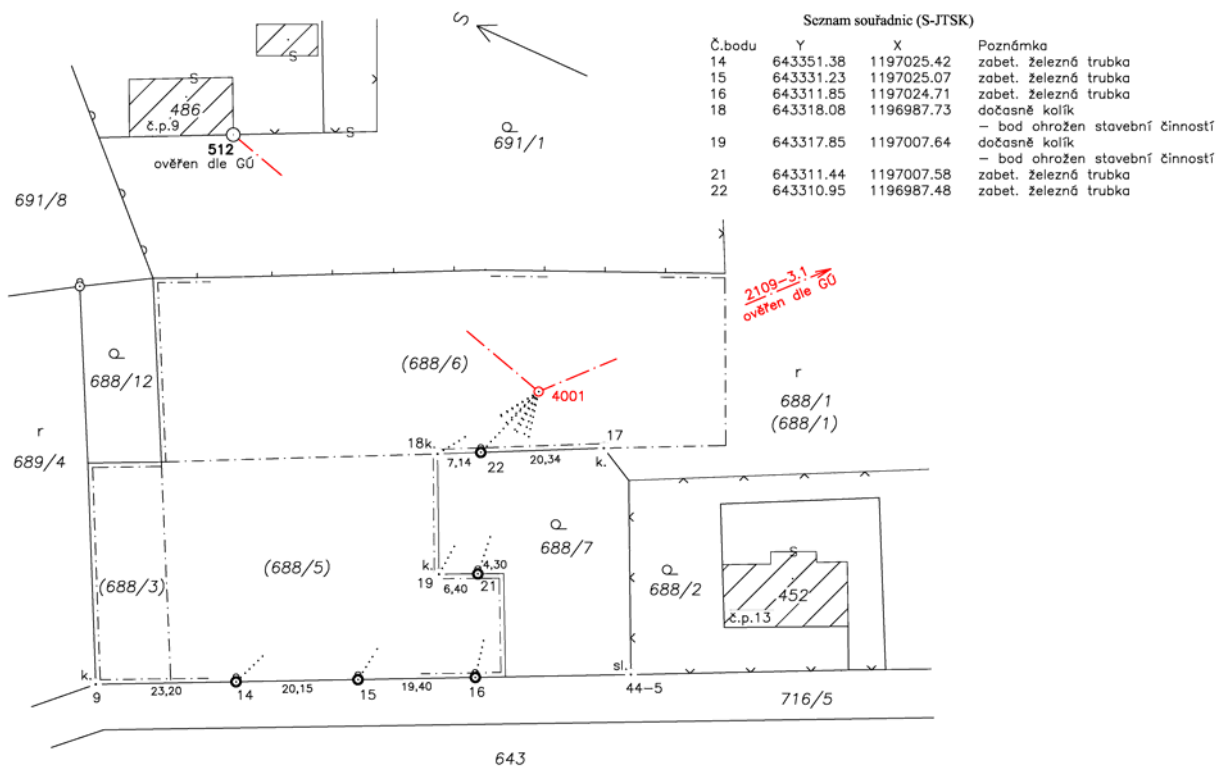 Seznam souřadnic (S-JTSK)
Č.bodu Y X Poznámka
14 643351.38 1197025.42 zabet. železná trubka
15 643331.23 1197025.07 zabet. železná trubka
16 643311.85 1197024.71 zabet. železná trubka
18 643318.08 1196987.73 dočasně kolík
– bod ohrožen stavební činností
19 643317.85 1197007.64 dočasně kolík
– bod ohrožen stavební činností
21 643311.44 1197007.58 zabet. železná trubka
22 643310.95 1196987.48 zabet. železná trubka
S
S
S
486
č.p.9
S
512
ověřen dle GÚ
691/1
691/8
2109-3.1
ověřen dle GÚ
(688/6)
4001
688/12
r
688/1
(688/1)
r
689/4
18k.
7,14
22
20,34
17
k.
688/7
(688/3)
(688/5)
k.
19
6,40
4,30
21
688/2
S
452
č.p.13
k.
9
23,20
14
20,15
15
19,40
16
sl.
44-5
716/5
643